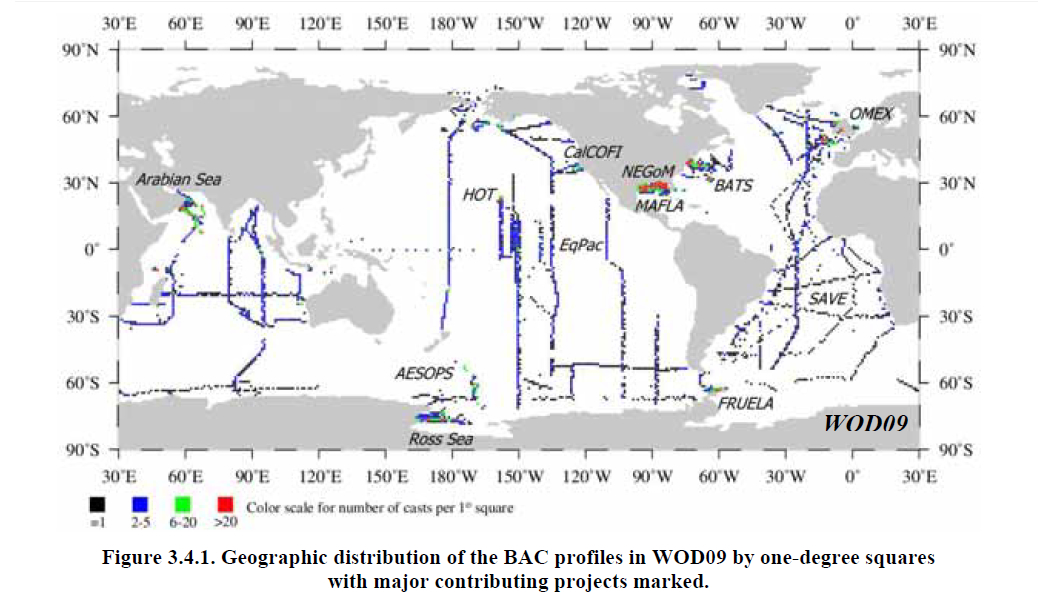 30˚E 60˚E 90˚E 120˚E 150˚E 180˚W 150˚W 120˚W 90˚W 60˚W 30˚W 0˚ 30˚E
90˚N 90˚N
60˚N OMEX 60˚N
CalCOFI
Arabian Sea NEGoM
30˚N HOT BATS 30˚N
MAFLA
0˚ EqPac 0˚
SAVE
30˚S 30˚S
AESOPS
60˚S 60˚S
FRUELA
WOD09
Ross Sea
90˚S 90˚S
30˚E 60˚E 90˚E 120˚E 150˚E 180˚W 150˚W 120˚W 90˚W 60˚W 30˚W 0˚ 30˚E
Color scale for number of casts per 1° square
=1 2-5 6-20 >20
Figure 3.4.1. Geographic distribution of the BAC profiles in WOD09 by one-degree squares
with major contributing projects marked.